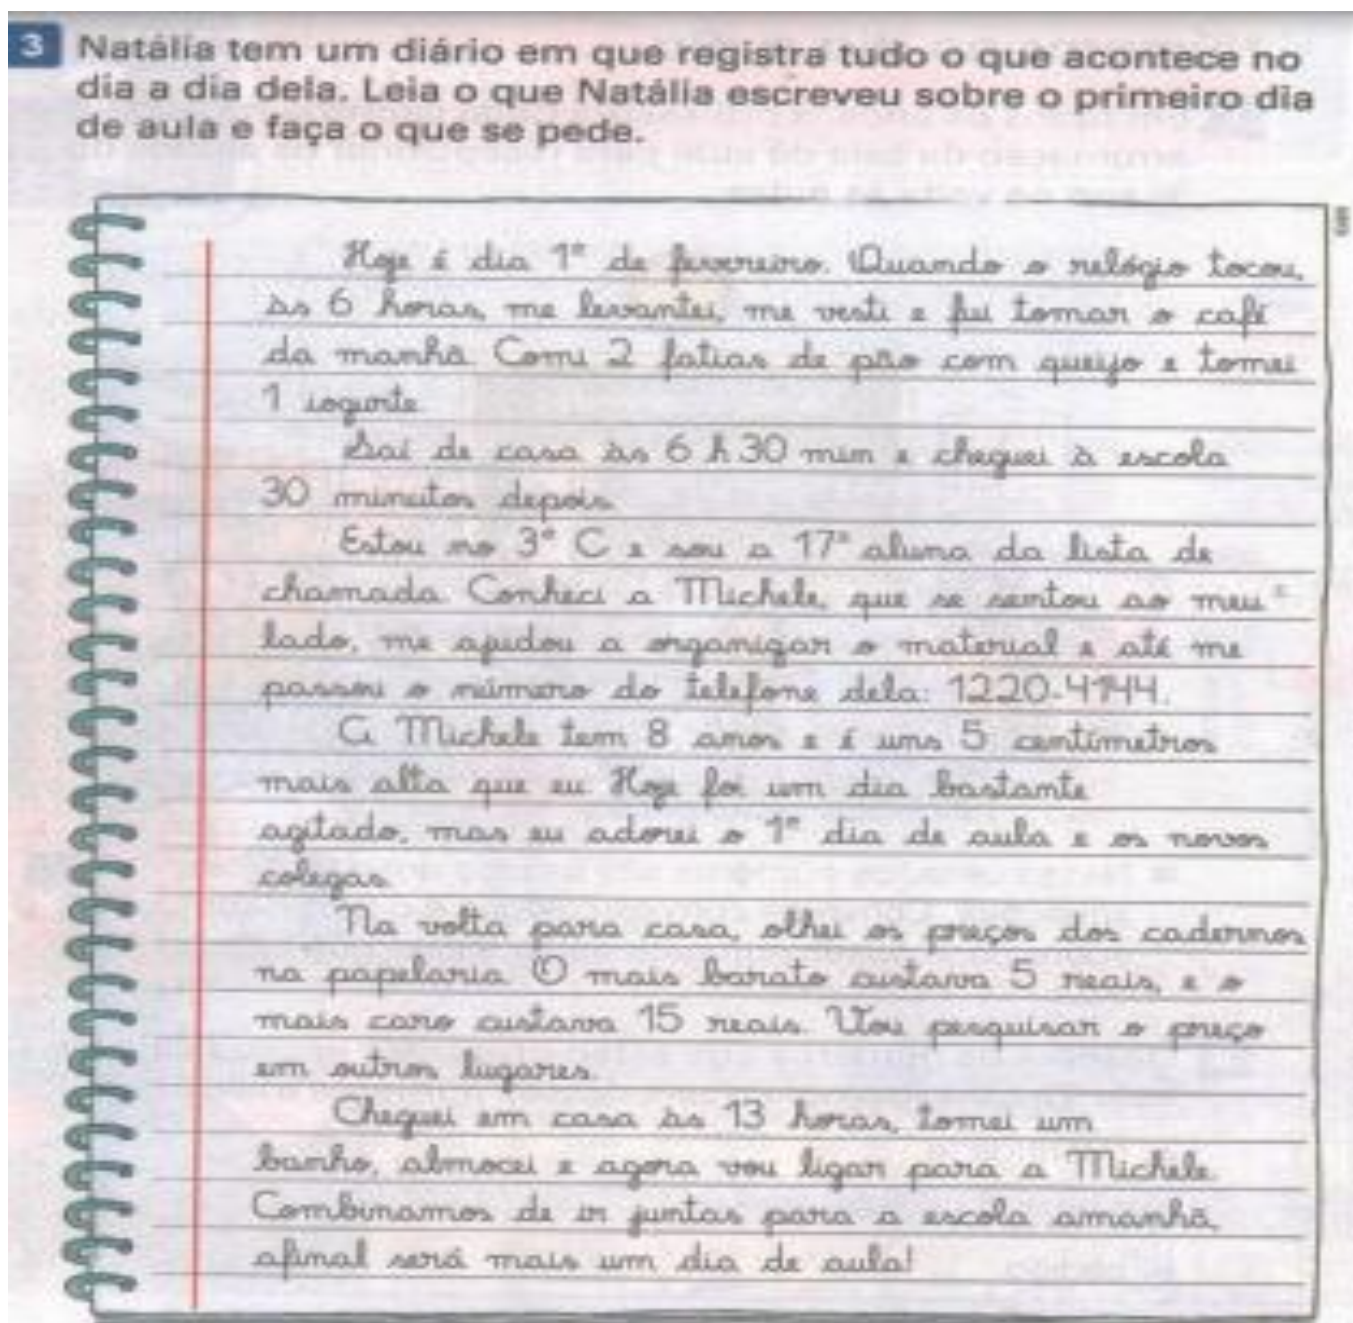 3 Natália tem um diário em que registra tudo o que acontece no
dia a dia dela. Leia o que Natália escreveu sobre o primeiro dia
de aula e faça o que se pede.
Hoje é dia 1º de fevereiro. Quando o relógio tocou,
às 6 horas, me levantei, me vesti e fui tomar o café
da manhã. Comi 2 fatias de pão com queijo e tomei
1 iogurte.
Saí de casa às 6 h 30 min e cheguei à escola
30 minutos depois.
Estou no 3º C e sou a 17ª aluna da lista de
chamada. Conheci a Michele, que se sentou ao meu
lado, me ajudou a organizar o material e até me
passou o número do telefone dela: 1220-4144.
A Michele tem 8 anos e é uns 5 centímetros
mais alta que eu. Hoje foi um dia bastante
agitado, mas eu adorei o 1º dia de aula e os novos
colegas.
Na volta para casa, olhei os preços dos cadernos
na papelaria. O mais barato custava 5 reais, e o
mais caro custava 15 reais. Vou pesquisar o preço
em outros lugares.
Cheguei em casa às 13 horas, tomei um
banho, almocei e agora vou ligar para a Michele.
Combinamos de ir juntas para a escola amanhã,
afinal será mais um dia de aula!